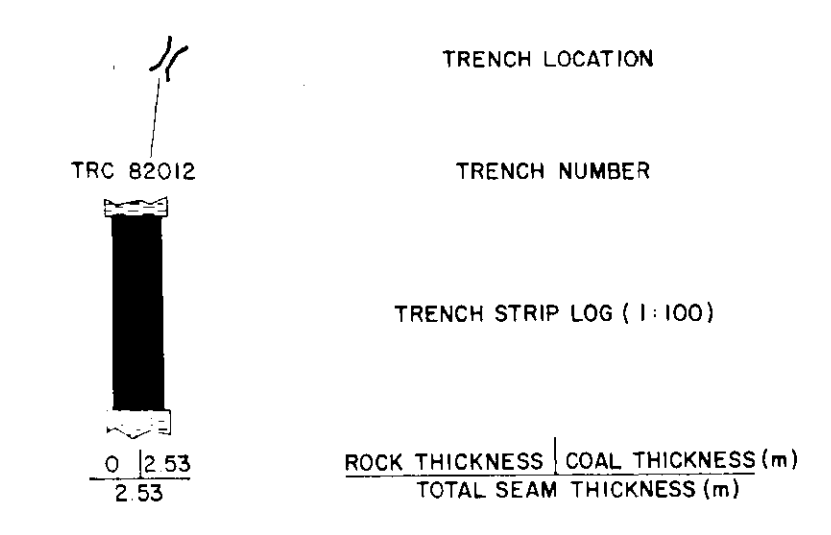 TRENCH LOCATION
TRC 82012 TRENCH NUMBER
TRENCH STRIP LOG (1:100)
0 | 2.53 ROCK THICKNESS | COAL THICKNESS (m)
2.53 TOTAL SEAM THICKNESS (m)